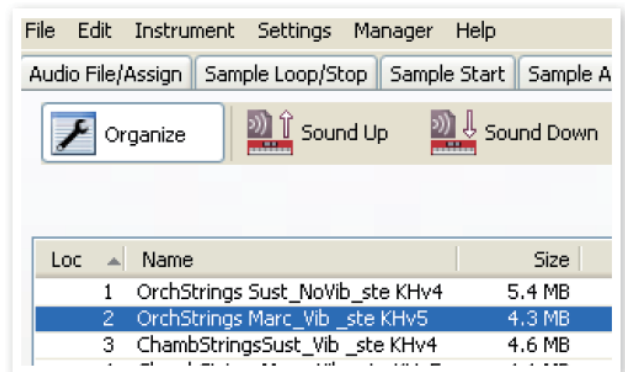 File Edit Instrument Settings Manager Help
Audio File/Assign Sample Loop/Stop Sample Start Sample A
Organize Sound Up Sound Down
Loc Name Size
1 OrchStrings Sust_NoVib_ste KHv4 5.4 MB
2 OrchStrings Marc_Vib _ste KHv5 4.3 MB
3 ChambStringsSust_Vib _ste KHv4 4.6 MB